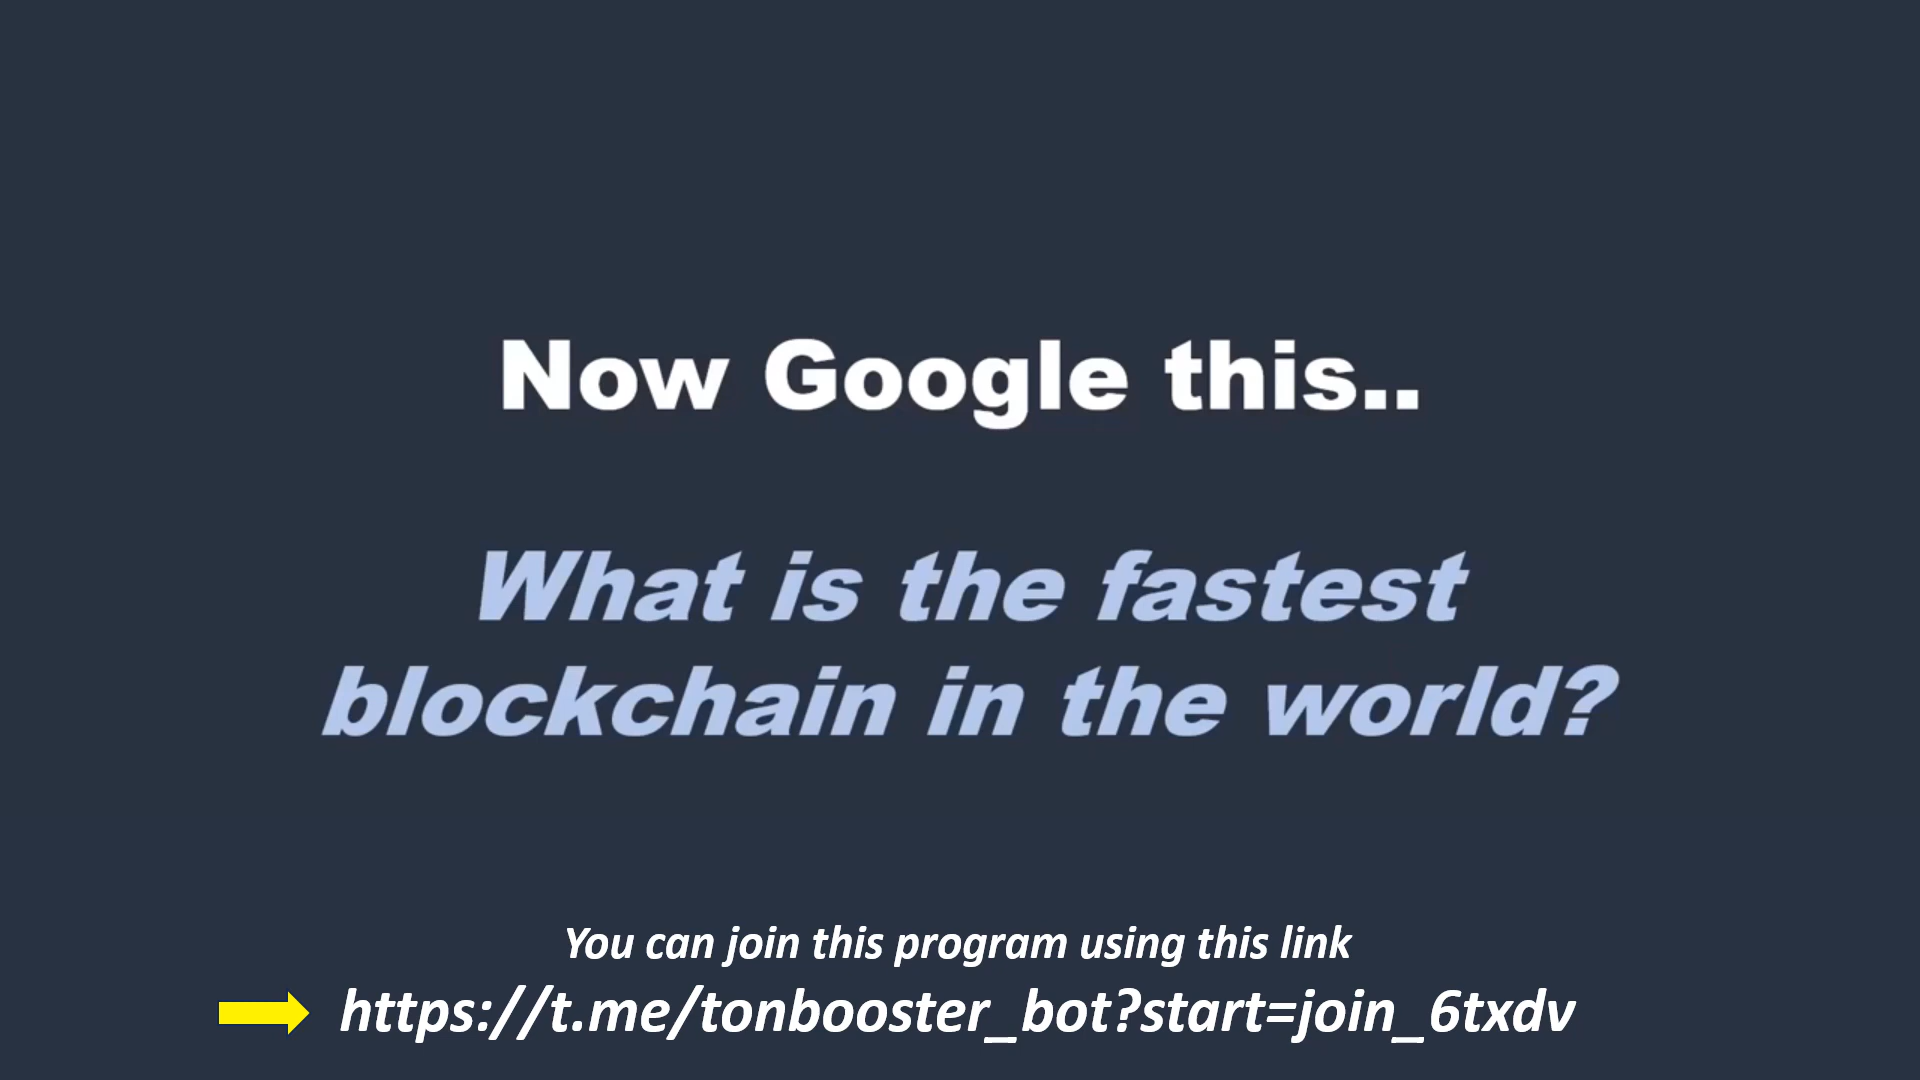 Now Google this..
What is the fastest
blockchain in the world?
You can join this program using this link
https://t.me/tonbooster_bot?start=join_6txdv